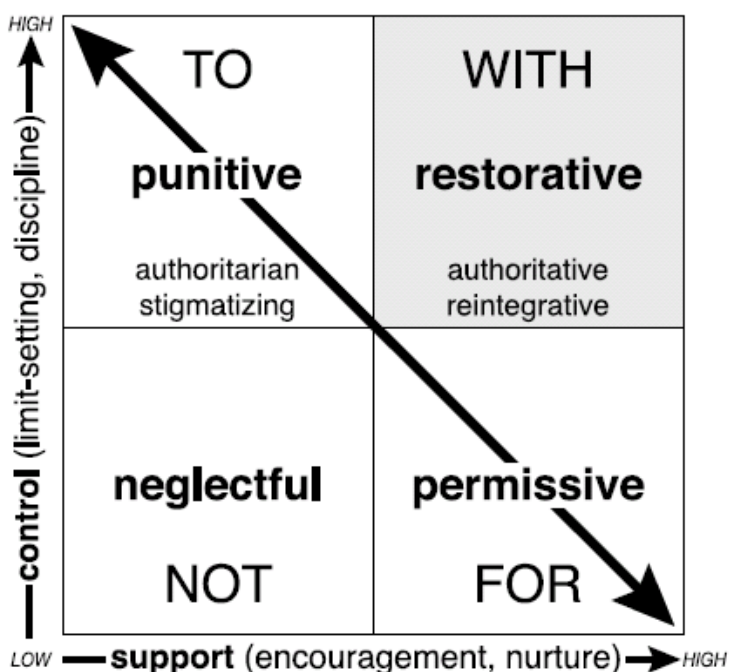 HIGH
TO
WITH
punitive
restorative
authoritarian
stigmatizing
authoritative
reintegrative
neglectful
permissive
NOT
FOR
control (limit-setting, discipline)
LOW
support (encouragement, nurture)
HIGH